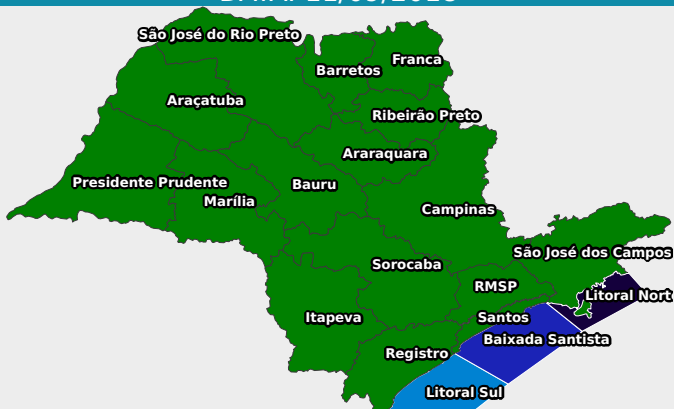 São José do Rio Preto
Franca
Barretos
Araçatuba
Ribeirão Preto
Araraquara
Presidente Prudente
Bauru
Marília
Campinas
São José dos Campos
Sorocaba
RMSP
Litoral Nort
Itapeva
Santos
Baixada Santista
Registro
Litoral Sul